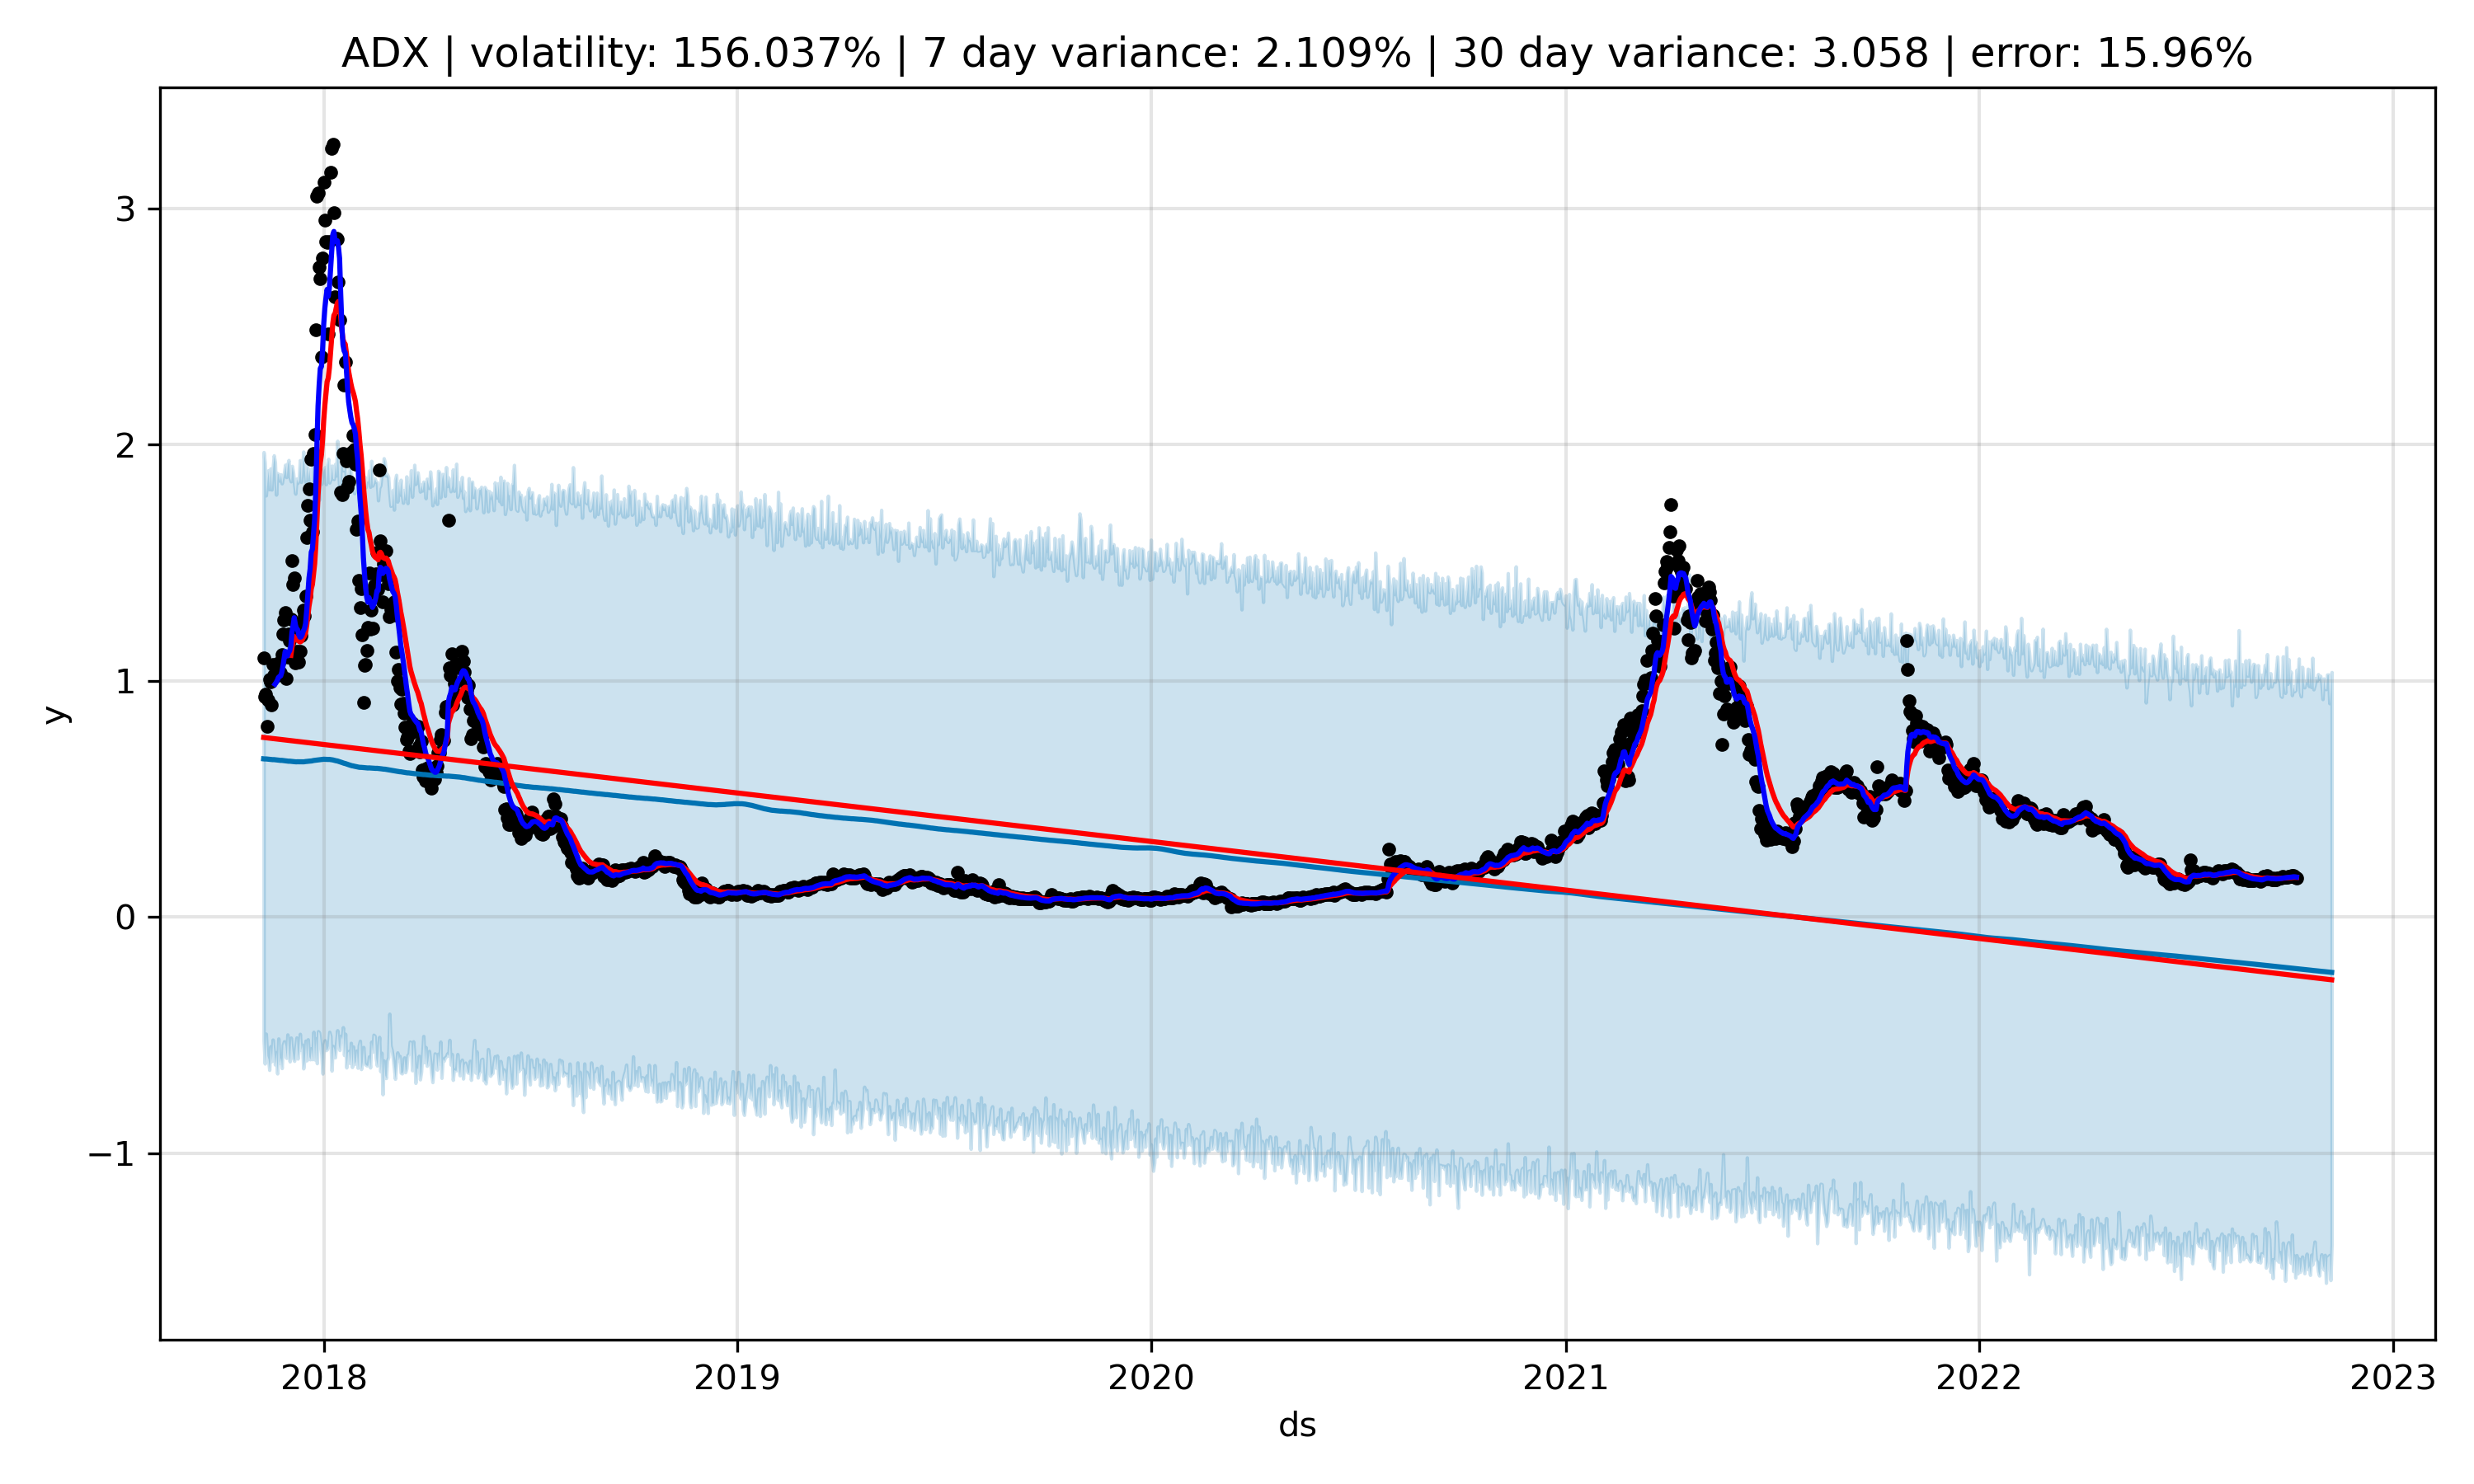 ADX | volatility: 156.037% | 7 day variance: 2.109% | 30 day variance: 3.058 | error: 15.96%
3
2
1
0
−1
y
2018 2019 2020 2021 2022 2023
ds